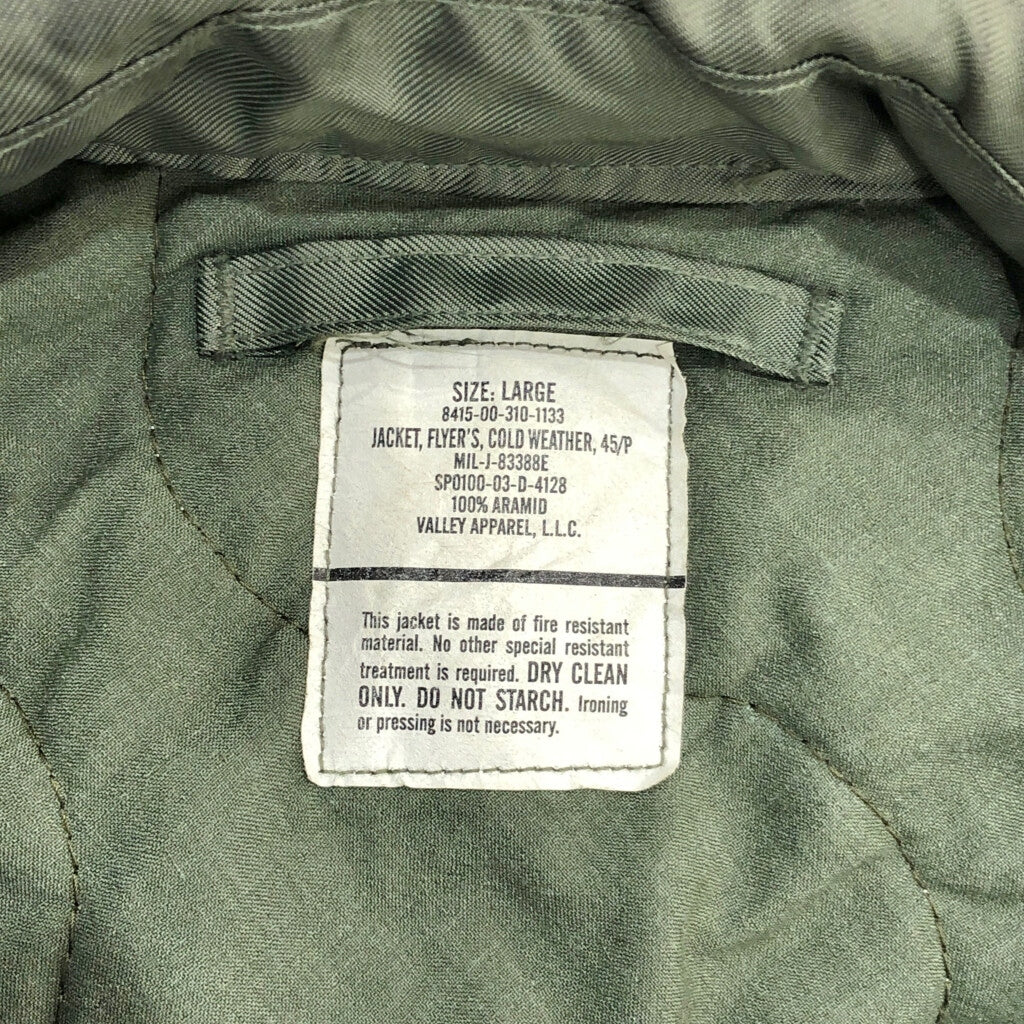 SIZE: LARGE
8415-00-310-1133
JACKET, FLYER'S, COLD WEATHER, 45/P
MIL-J-83388E
SP0100-03-D-4128
100% ARAMID
VALLEY APPAREL, L.L.C.
This jacket is made of fire resistant
material. No other special resistant
treatment is required. DRY CLEAN
ONLY. DO NOT STARCH. Ironing
or pressing is not necessary.